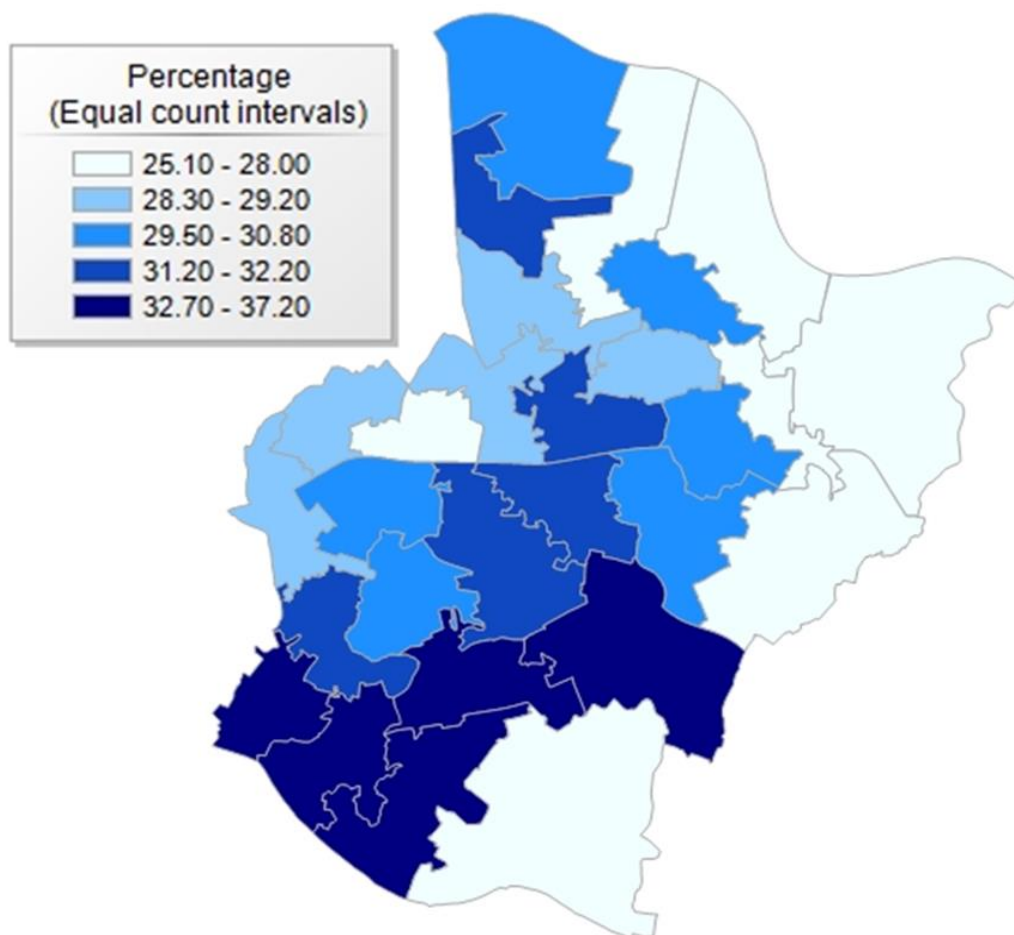 Percentage
(Equal count intervals)
25.10 - 28.00
28.30 - 29.20
29.50 - 30.80
31.20 - 32.20
32.70 - 37.20